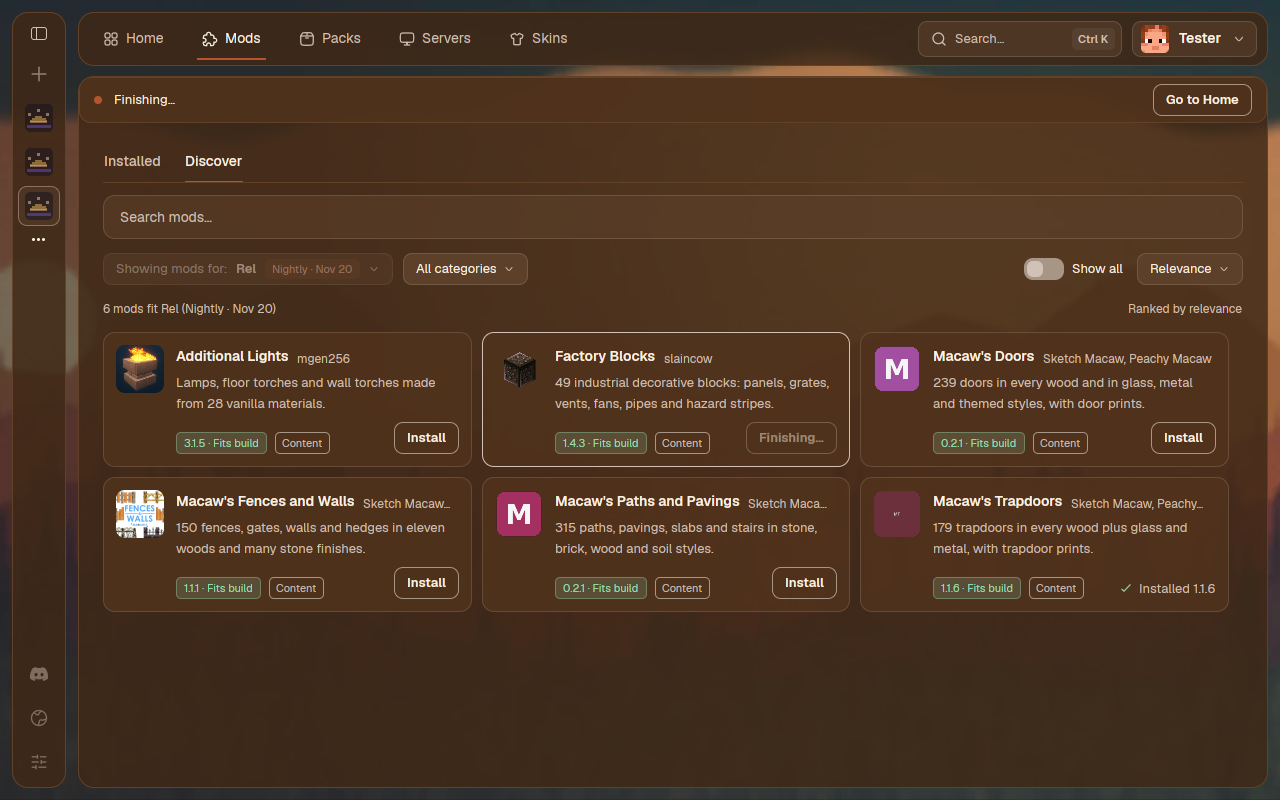 Home
Mods
Packs
Servers
Skins
Search...
Ctrl K
Tester
Finishing...
Go to Home
Installed
Discover
Search mods...
Showing mods for: Rel Nightly · Nov 20
All categories
Show all
Relevance
6 mods fit Rel (Nightly · Nov 20)
Ranked by relevance
Additional Lights mgen256
Lamps, floor torches and wall torches made
from 28 vanilla materials.
3.1.5 · Fits build
Content
Install
Factory Blocks slaincow
49 industrial decorative blocks: panels, grates,
vents, fans, pipes and hazard stripes.
1.4.3 · Fits build
Content
Finishing...
M
Macaw's Doors Sketch Macaw, Peachy Macaw
239 doors in every wood and in glass, metal
and themed styles, with door prints.
0.2.1 · Fits build
Content
Install
FENCES
WALLS
Macaw's Fences and Walls Sketch Macaw...
150 fences, gates, walls and hedges in eleven
woods and many stone finishes.
1.1.1 · Fits build
Content
Install
M
Macaw's Paths and Pavings Sketch Maca...
315 paths, pavings, slabs and stairs in stone,
brick, wood and soil styles.
0.2.1 · Fits build
Content
Install
Macaw's Trapdoors Sketch Macaw, Peachy...
179 trapdoors in every wood plus glass and
metal, with trapdoor prints.
1.1.6 · Fits build
Content
Installed 1.1.6